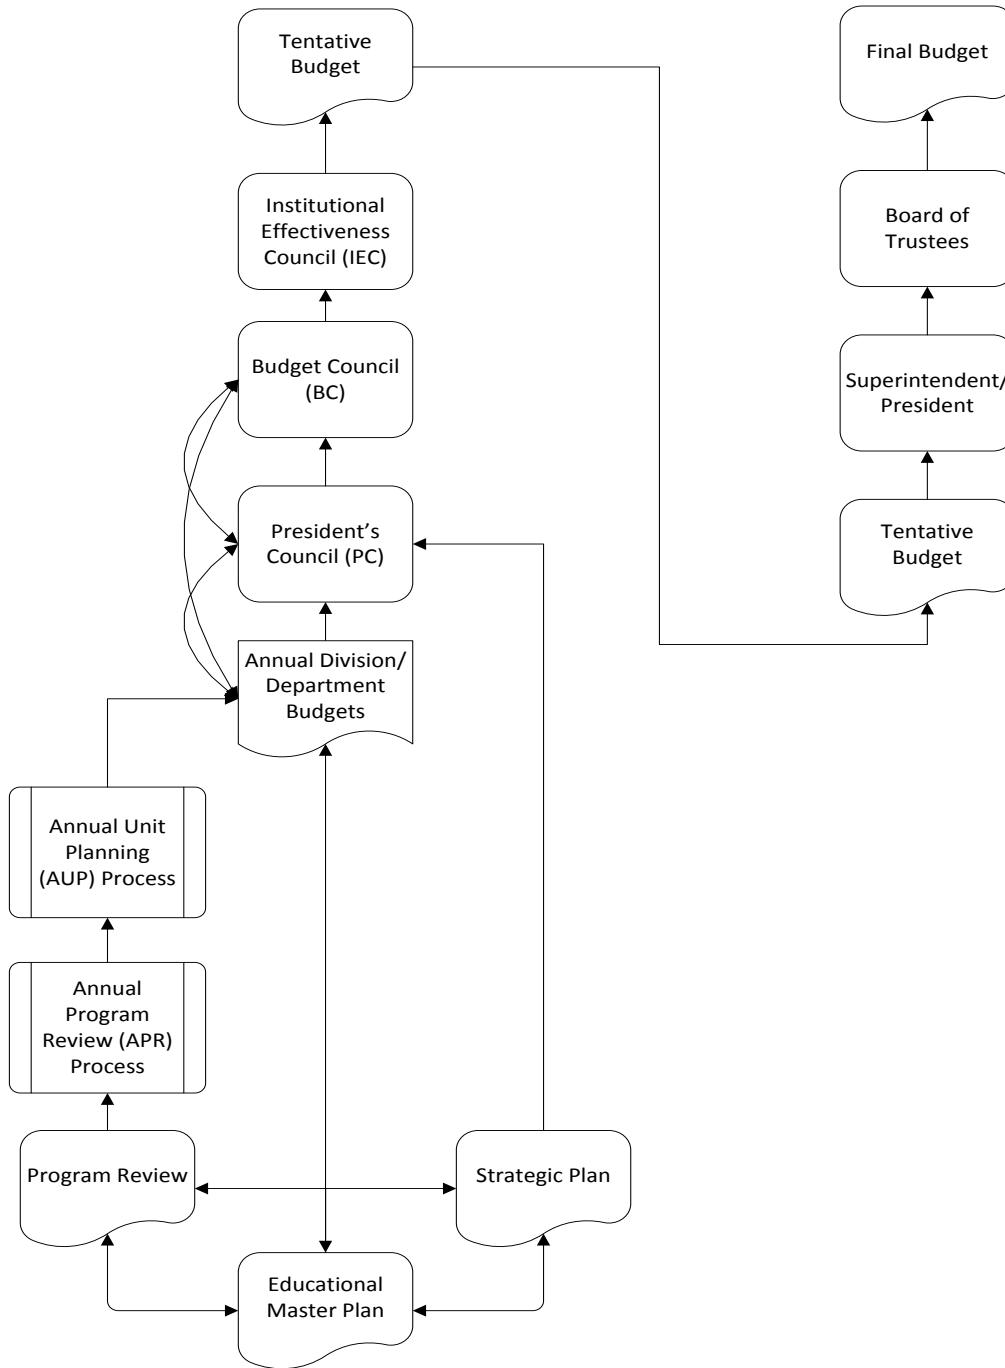 Tentative
Budget
Final Budget
Institutional
Effectiveness
Council (IEC)
Board of
Trustees
Budget Council
(BC)
Superintendent/
President
President’s
Council (PC)
Tentative
Budget
Annual Division/
Department
Budgets
Annual Unit
Planning
(AUP) Process
Annual
Program
Review (APR)
Process
Program Review
Strategic Plan
Educational
Master Plan